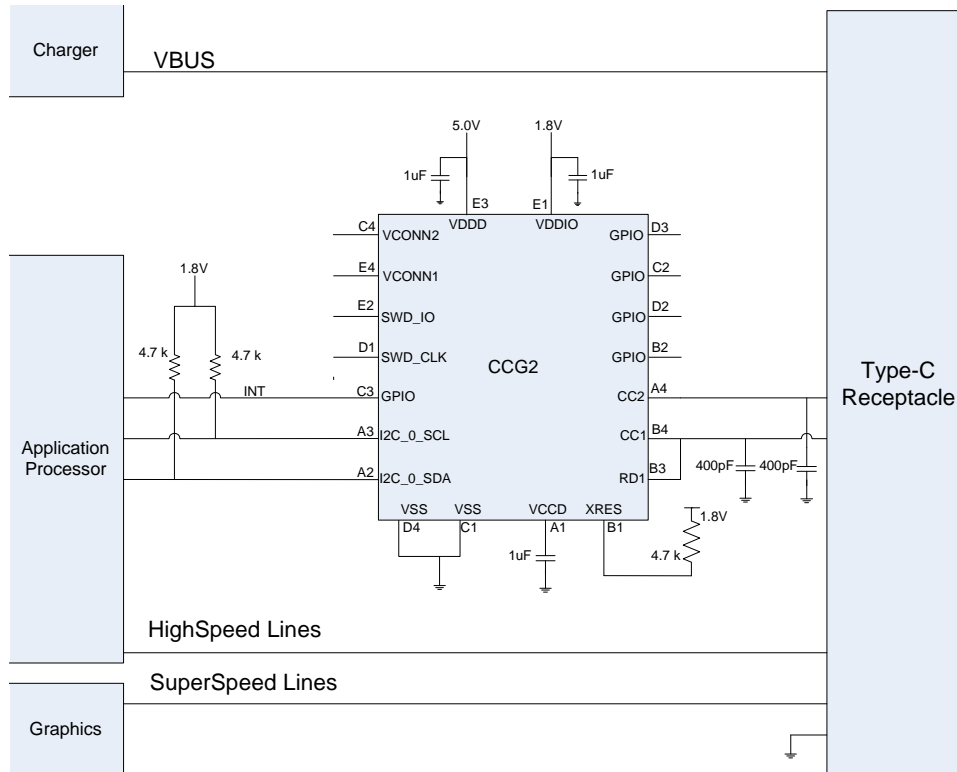 Charger
VBUS
5.0V
1.8V
1uF
1uF
E3
E1
VDDD
VDDIO
C4
VCONN2
GPIO
D3
E4
VCONN1
GPIO
C2
1.8V
E2
SWD_IO
GPIO
D2
4.7 k
4.7 k
D1
SWD_CLK
GPIO
B2
CCG2
INT
C3
GPIO
CC2
A4
Type-C
Receptacle
Application
Processor
A3
I2C_0_SCL
CC1
B4
400pF
400pF
A2
I2C_0_SDA
RD1
B3
VSS
VSS
VCCD
XRES
D4
C1
A1
B1
1.8V
1uF
4.7 k
HighSpeed Lines
SuperSpeed Lines
Graphics